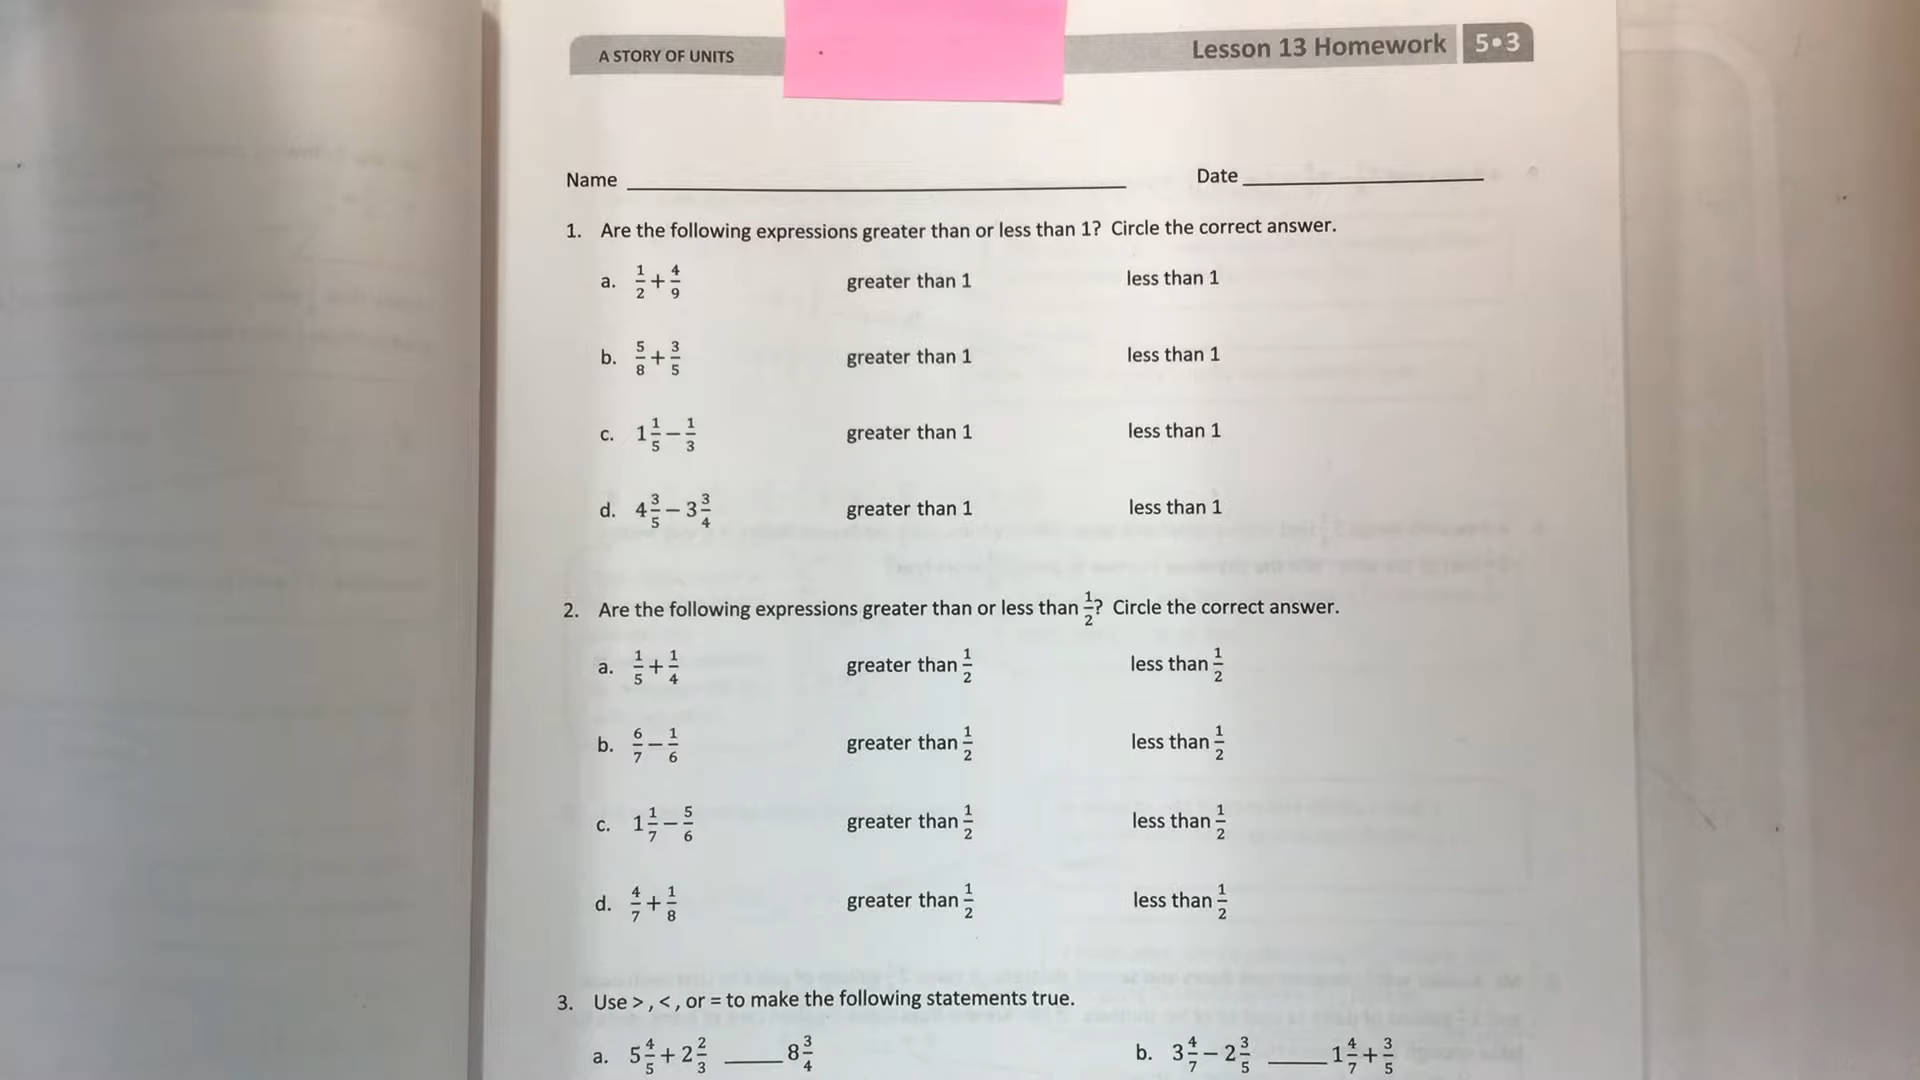 A STORY OF UNITS Lesson 13 Homework 5•3
Name Date
1. Are the following expressions greater than or less than 1? Circle the correct answer.
a. 1/2 + 4/9 greater than 1 less than 1
b. 5/8 + 3/5 greater than 1 less than 1
c. 1 1/5 − 1/3 greater than 1 less than 1
d. 4 3/5 − 3 3/4 greater than 1 less than 1
2. Are the following expressions greater than or less than 1/2? Circle the correct answer.
a. 1/5 + 1/4 greater than 1/2 less than 1/2
b. 6/7 − 1/6 greater than 1/2 less than 1/2
c. 1 1/7 − 5/6 greater than 1/2 less than 1/2
d. 4/7 + 1/8 greater than 1/2 less than 1/2
3. Use > , < , or = to make the following statements true.
a. 5 4/5 + 2 2/3 _____ 8 3/4 b. 3 4/7 − 2 3/5 _____ 1 4/7 + 3/5